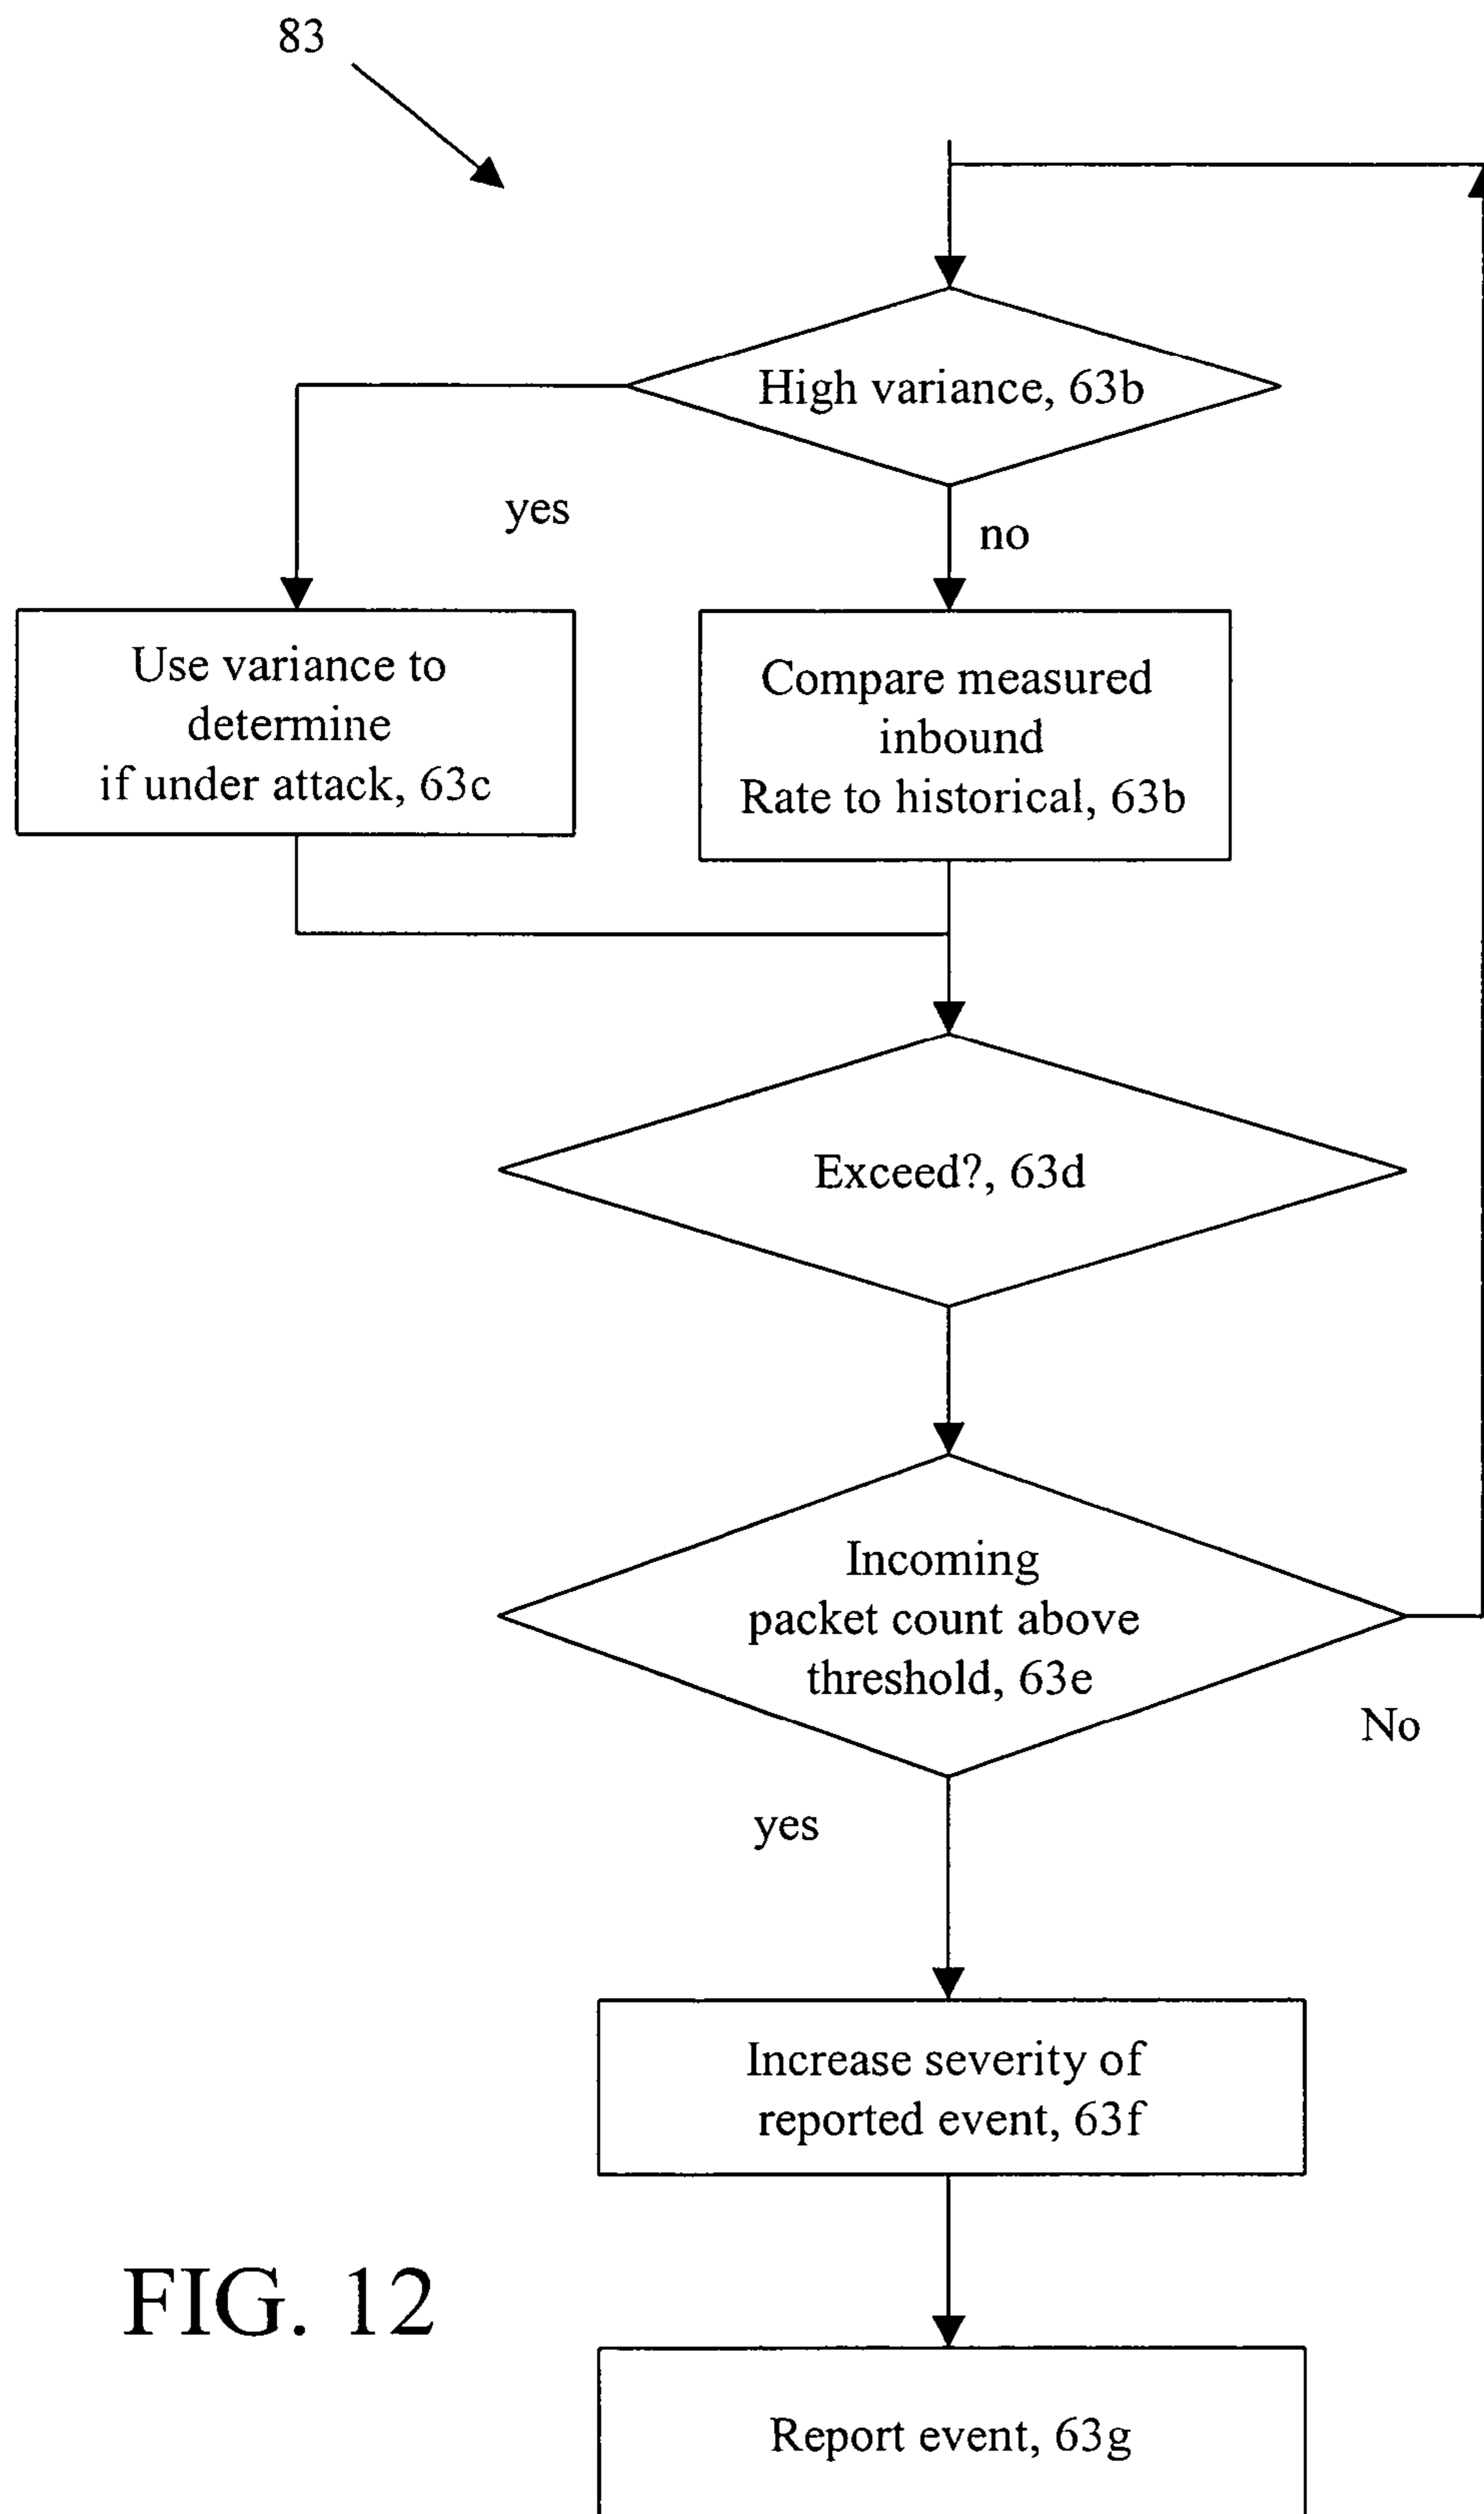 83
High variance, 63b
yes
no
Use variance to
determine
if under attack, 63c
Compare measured
inbound
Rate to historical, 63b
Exceed?, 63d
Incoming
packet count above
threshold, 63e
No
yes
Increase severity of
reported event, 63f
FIG. 12
Report event, 63g